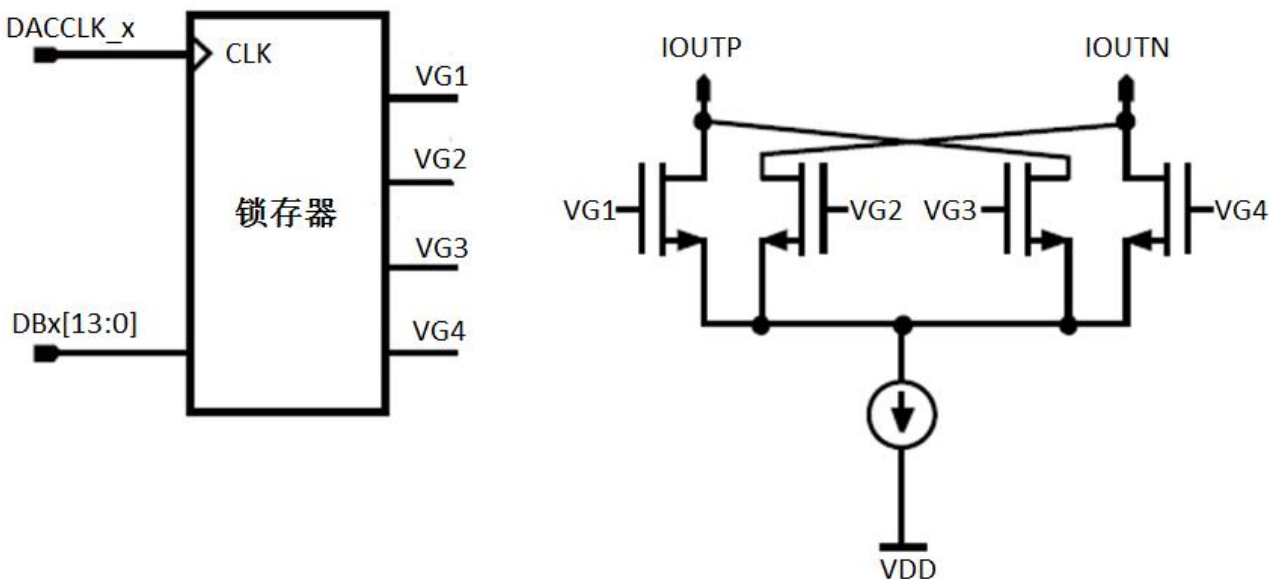 DACCLK_x
CLK
VG1
VG2
锁存器
VG3
DBx[13:0]
VG4
IOUTP
IOUTN
VG1
VG2
VG3
VG4
VDD